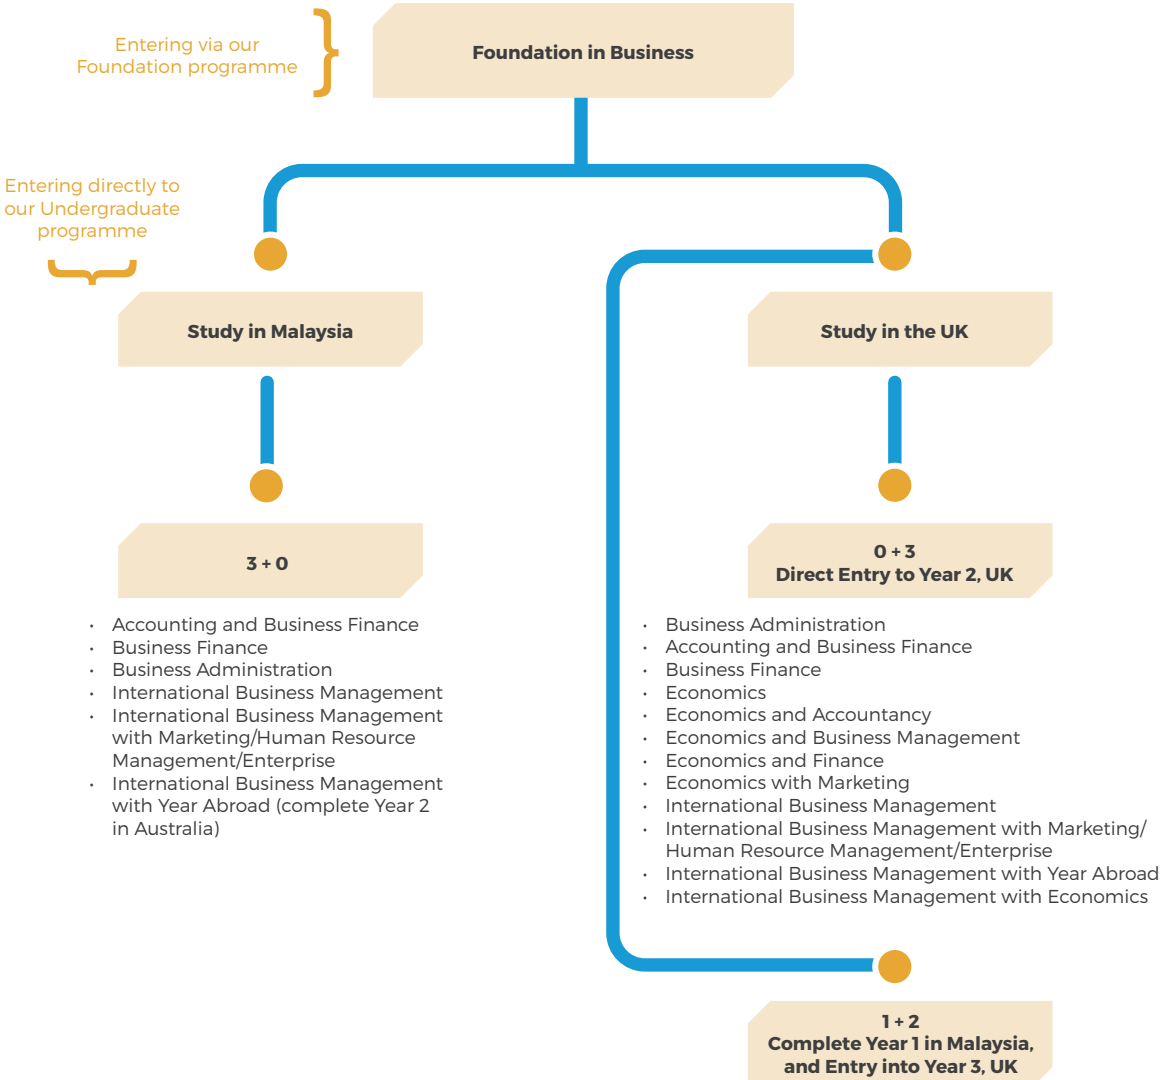 Entering via our
Foundation programme
Foundation in Business
Entering directly to
our Undergraduate
programme
Study in Malaysia
Study in the UK
3 + 0
• Accounting and Business Finance
• Business Finance
• Business Administration
• International Business Management
• International Business Management
with Marketing/Human Resource
Management/Enterprise
• International Business Management
with Year Abroad (complete Year 2
in Australia)
0 + 3
Direct Entry to Year 2, UK
• Business Administration
• Accounting and Business Finance
• Business Finance
• Economics
• Economics and Accountancy
• Economics and Business Management
• Economics and Finance
• Economics with Marketing
• International Business Management
• International Business Management with Marketing/
Human Resource Management/Enterprise
• International Business Management with Year Abroad
• International Business Management with Economics
1 + 2
Complete Year 1 in Malaysia,
and Entry into Year 3, UK